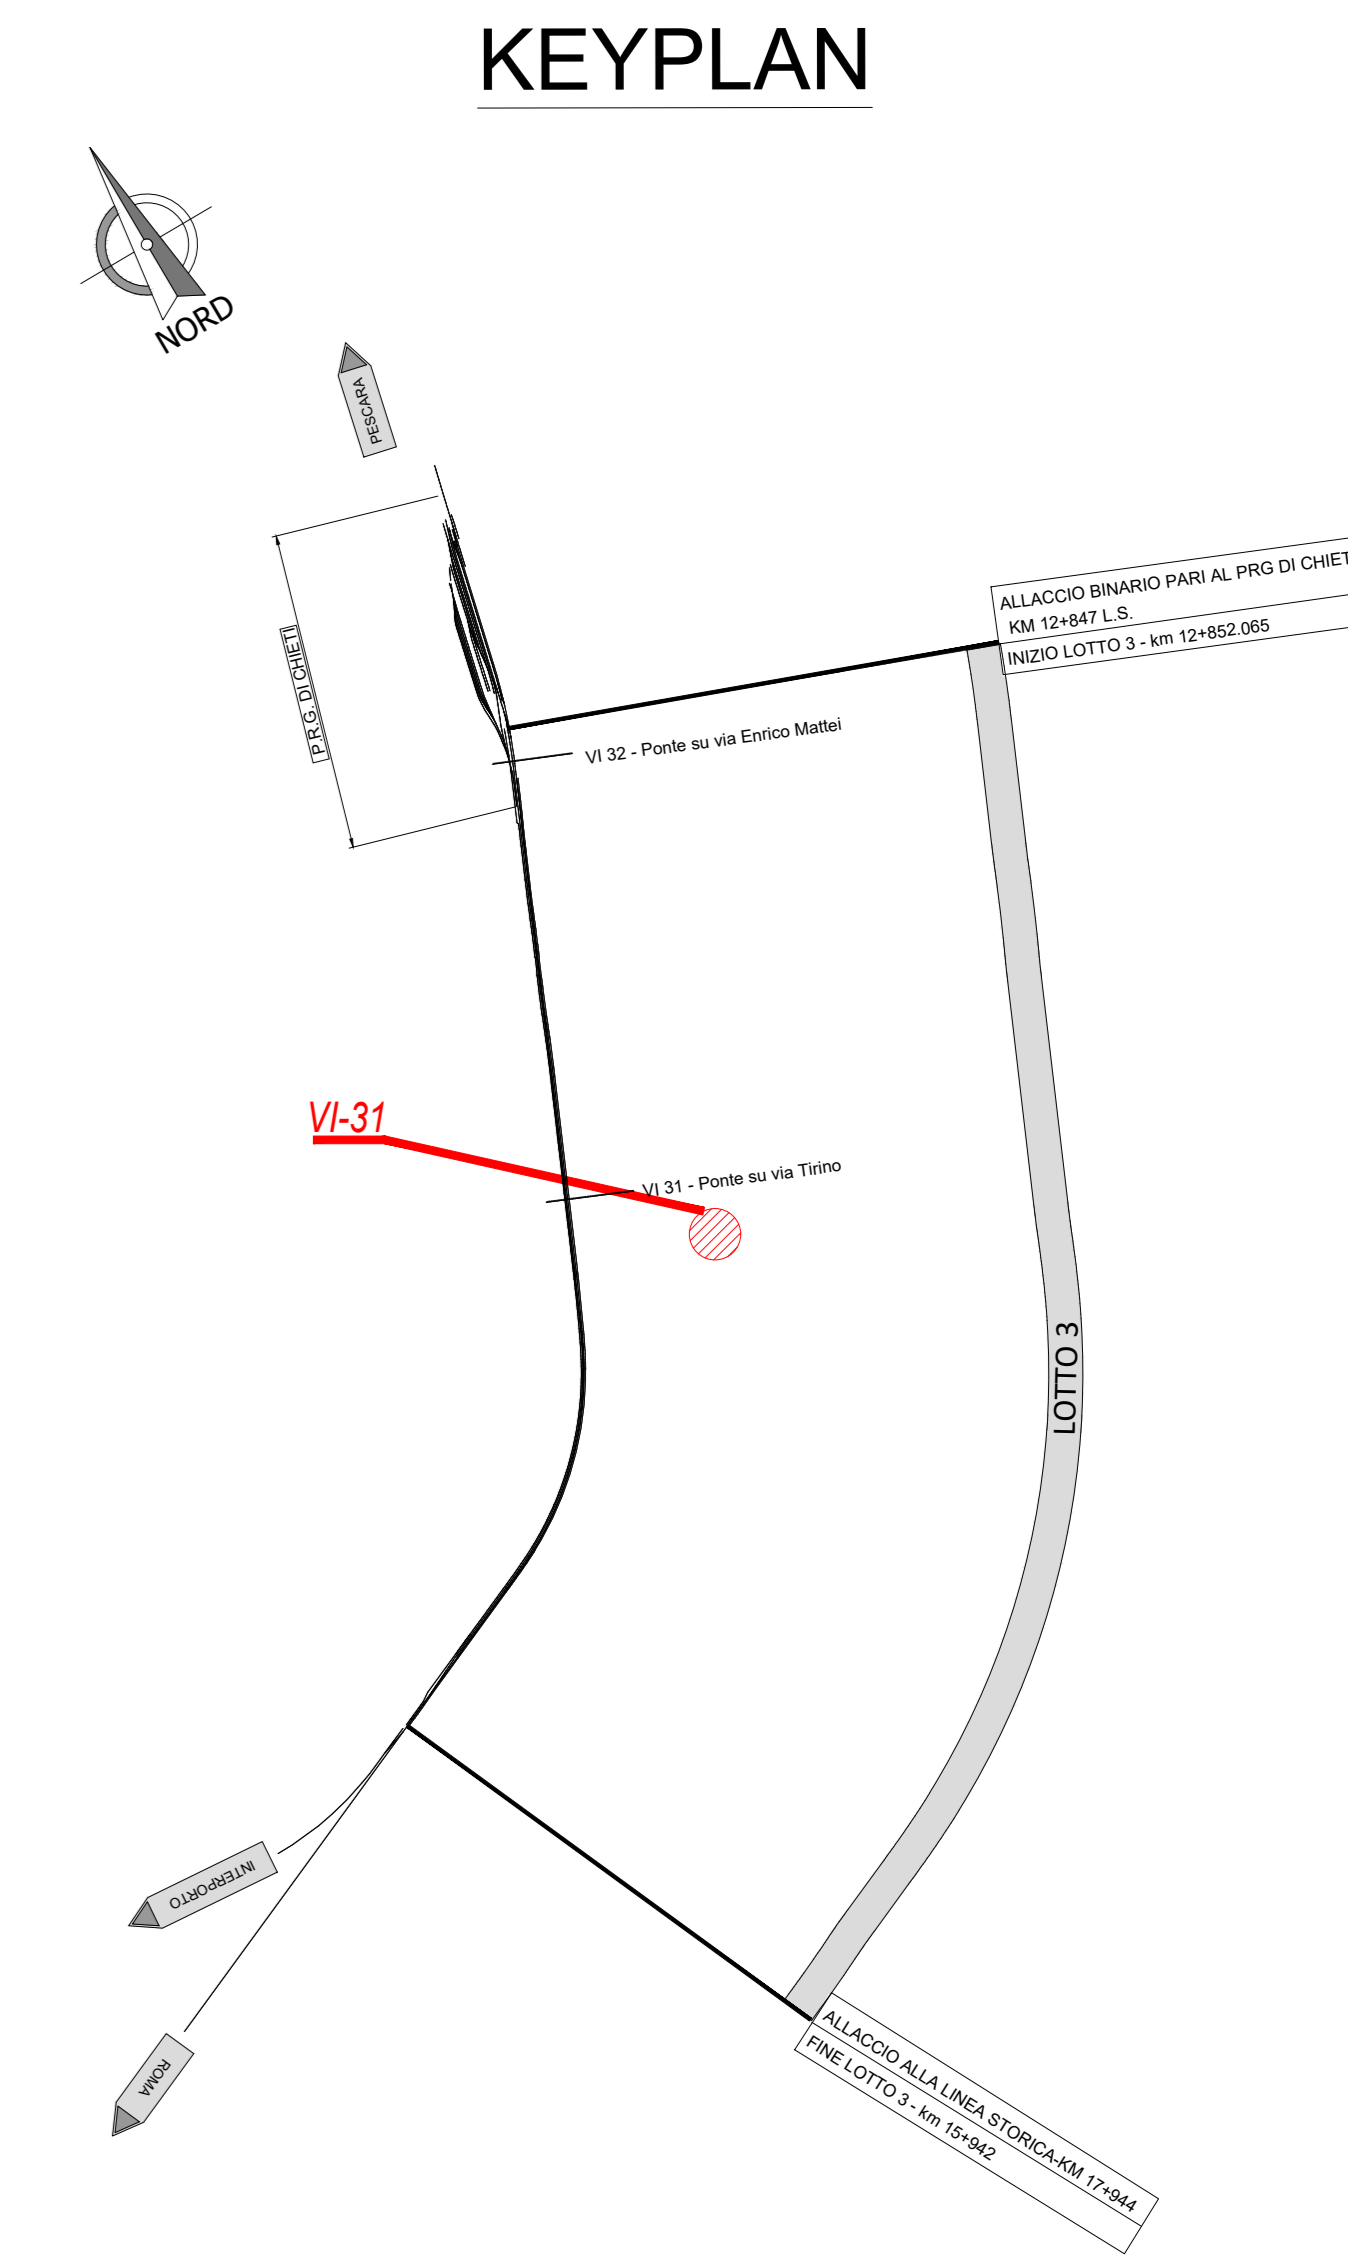 KEYPLAN
NORD
PESCARA
P.R.G. DI CHIETI
ALLACCIO BINARIO PARI AL PRG DI CHIET
KM 12+847 L.S.
INIZIO LOTTO 3 - km 12+852.065
VI 32 - Ponte su via Enrico Mattei
VI-31
VI 31 - Ponte su via Tirino
LOTTO 3
INTERPORTO
ROMA
ALLACCIO ALLA LINEA STORICA-KM 17+944
FINE LOTTO 3 - km 15+942